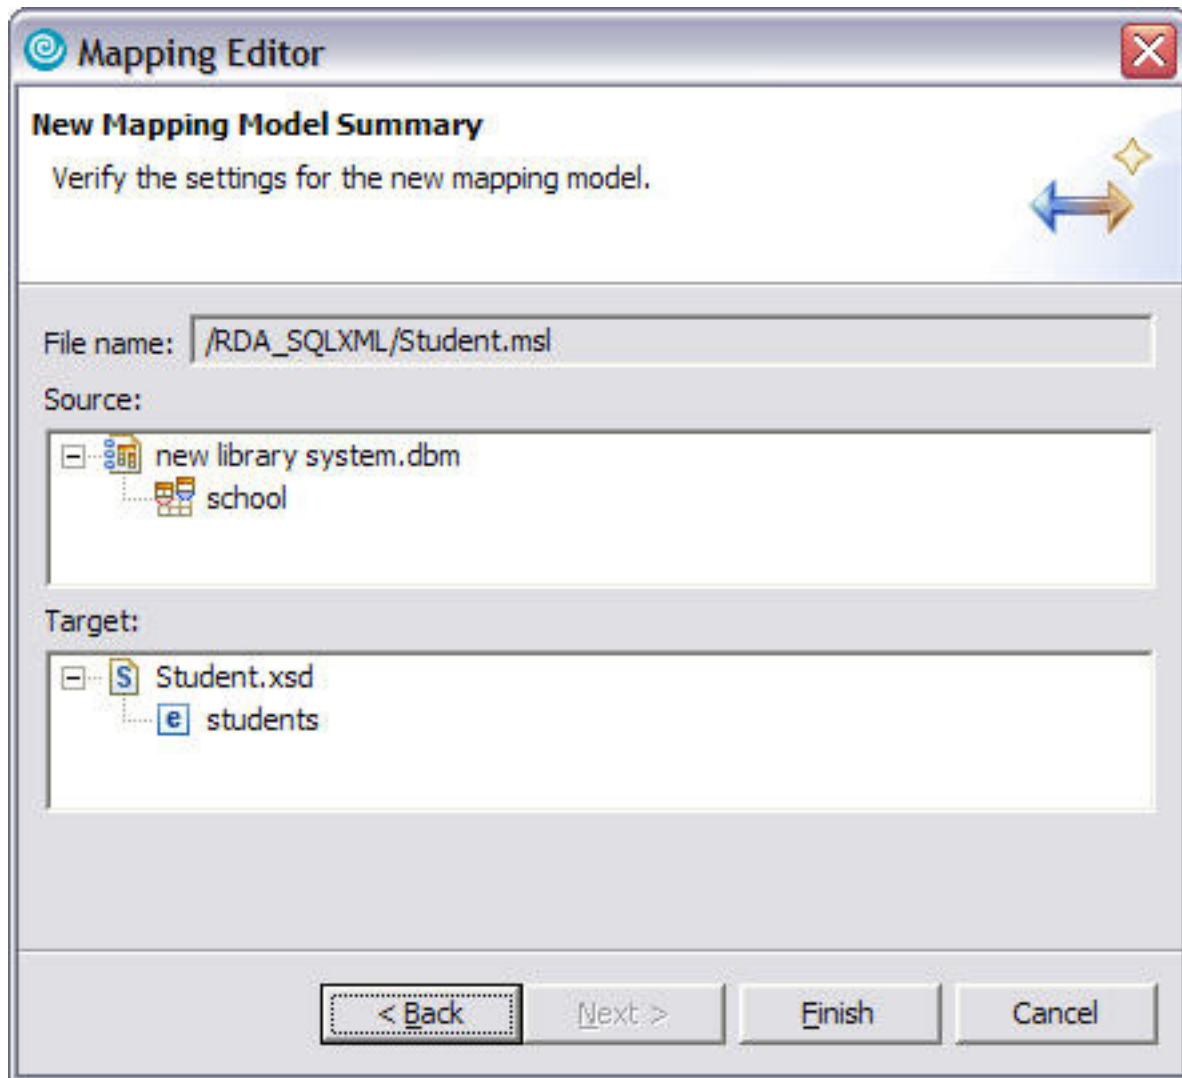 Mapping Editor
New Mapping Model Summary
Verify the settings for the new mapping model.
File name: /RDA_SQLXML/Student.msl
Source:
new library system.dbm
school
Target:
S Student.xsd
e students
< Back Next > Finish Cancel